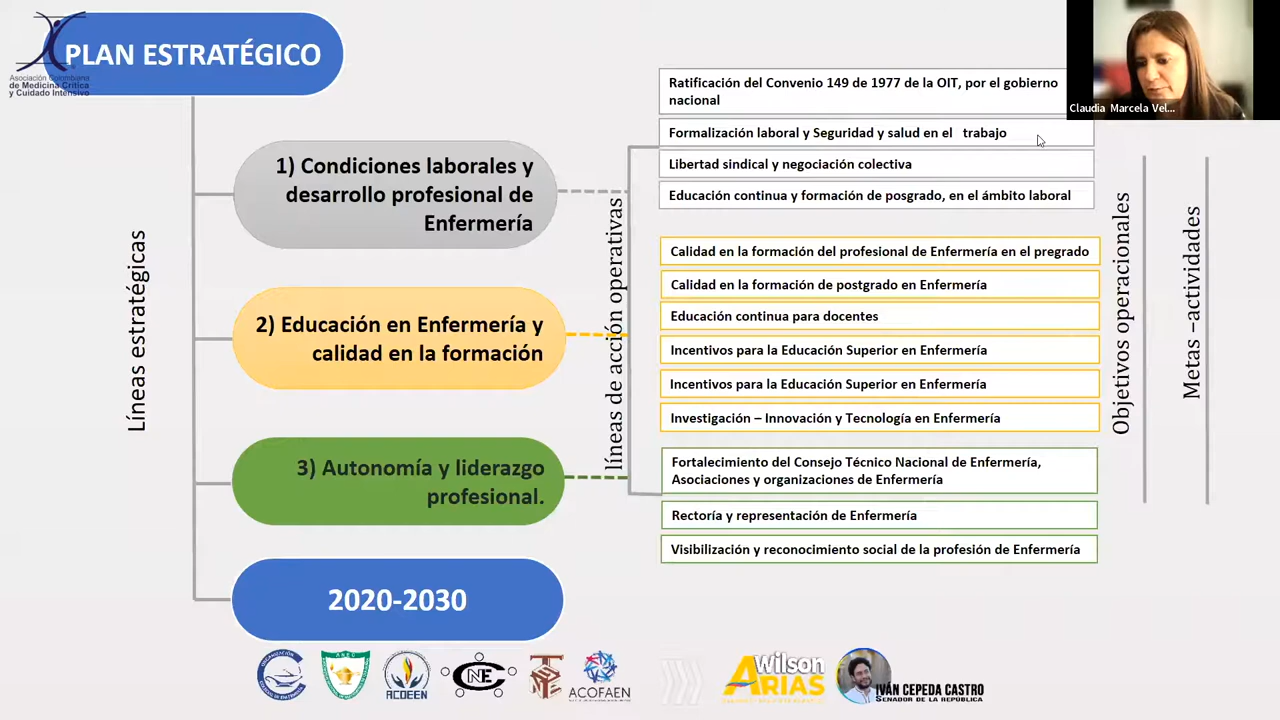 PLAN ESTRATÉGICO
Asociación Colombiana
de Medicina Crítica
y Cuidado Intensivo
Claudia Marcela Vel...
Líneas estratégicas
1) Condiciones laborales y
desarrollo profesional de
Enfermería
2) Educación en Enfermería y
calidad en la formación
3) Autonomía y liderazgo
profesional.
2020-2030
líneas de acción operativas
Ratificación del Convenio 149 de 1977 de la OIT, por el gobierno
nacional
Formalización laboral y Seguridad y salud en el trabajo
Libertad sindical y negociación colectiva
Educación continua y formación de posgrado, en el ámbito laboral
Calidad en la formación del profesional de Enfermería en el pregrado
Calidad en la formación de postgrado en Enfermería
Educación continua para docentes
Incentivos para la Educación Superior en Enfermería
Incentivos para la Educación Superior en Enfermería
Investigación – Innovación y Tecnología en Enfermería
Fortalecimiento del Consejo Técnico Nacional de Enfermería,
Asociaciones y organizaciones de Enfermería
Rectoría y representación de Enfermería
Visibilización y reconocimiento social de la profesión de Enfermería
Objetivos operacionales
Metas –actividades
ANEC
ACOEEN
CNE
ACOFAEN
Wilson
ARIAS
IVÁN CEPEDA CASTRO
SENADOR DE LA REPÚBLICA